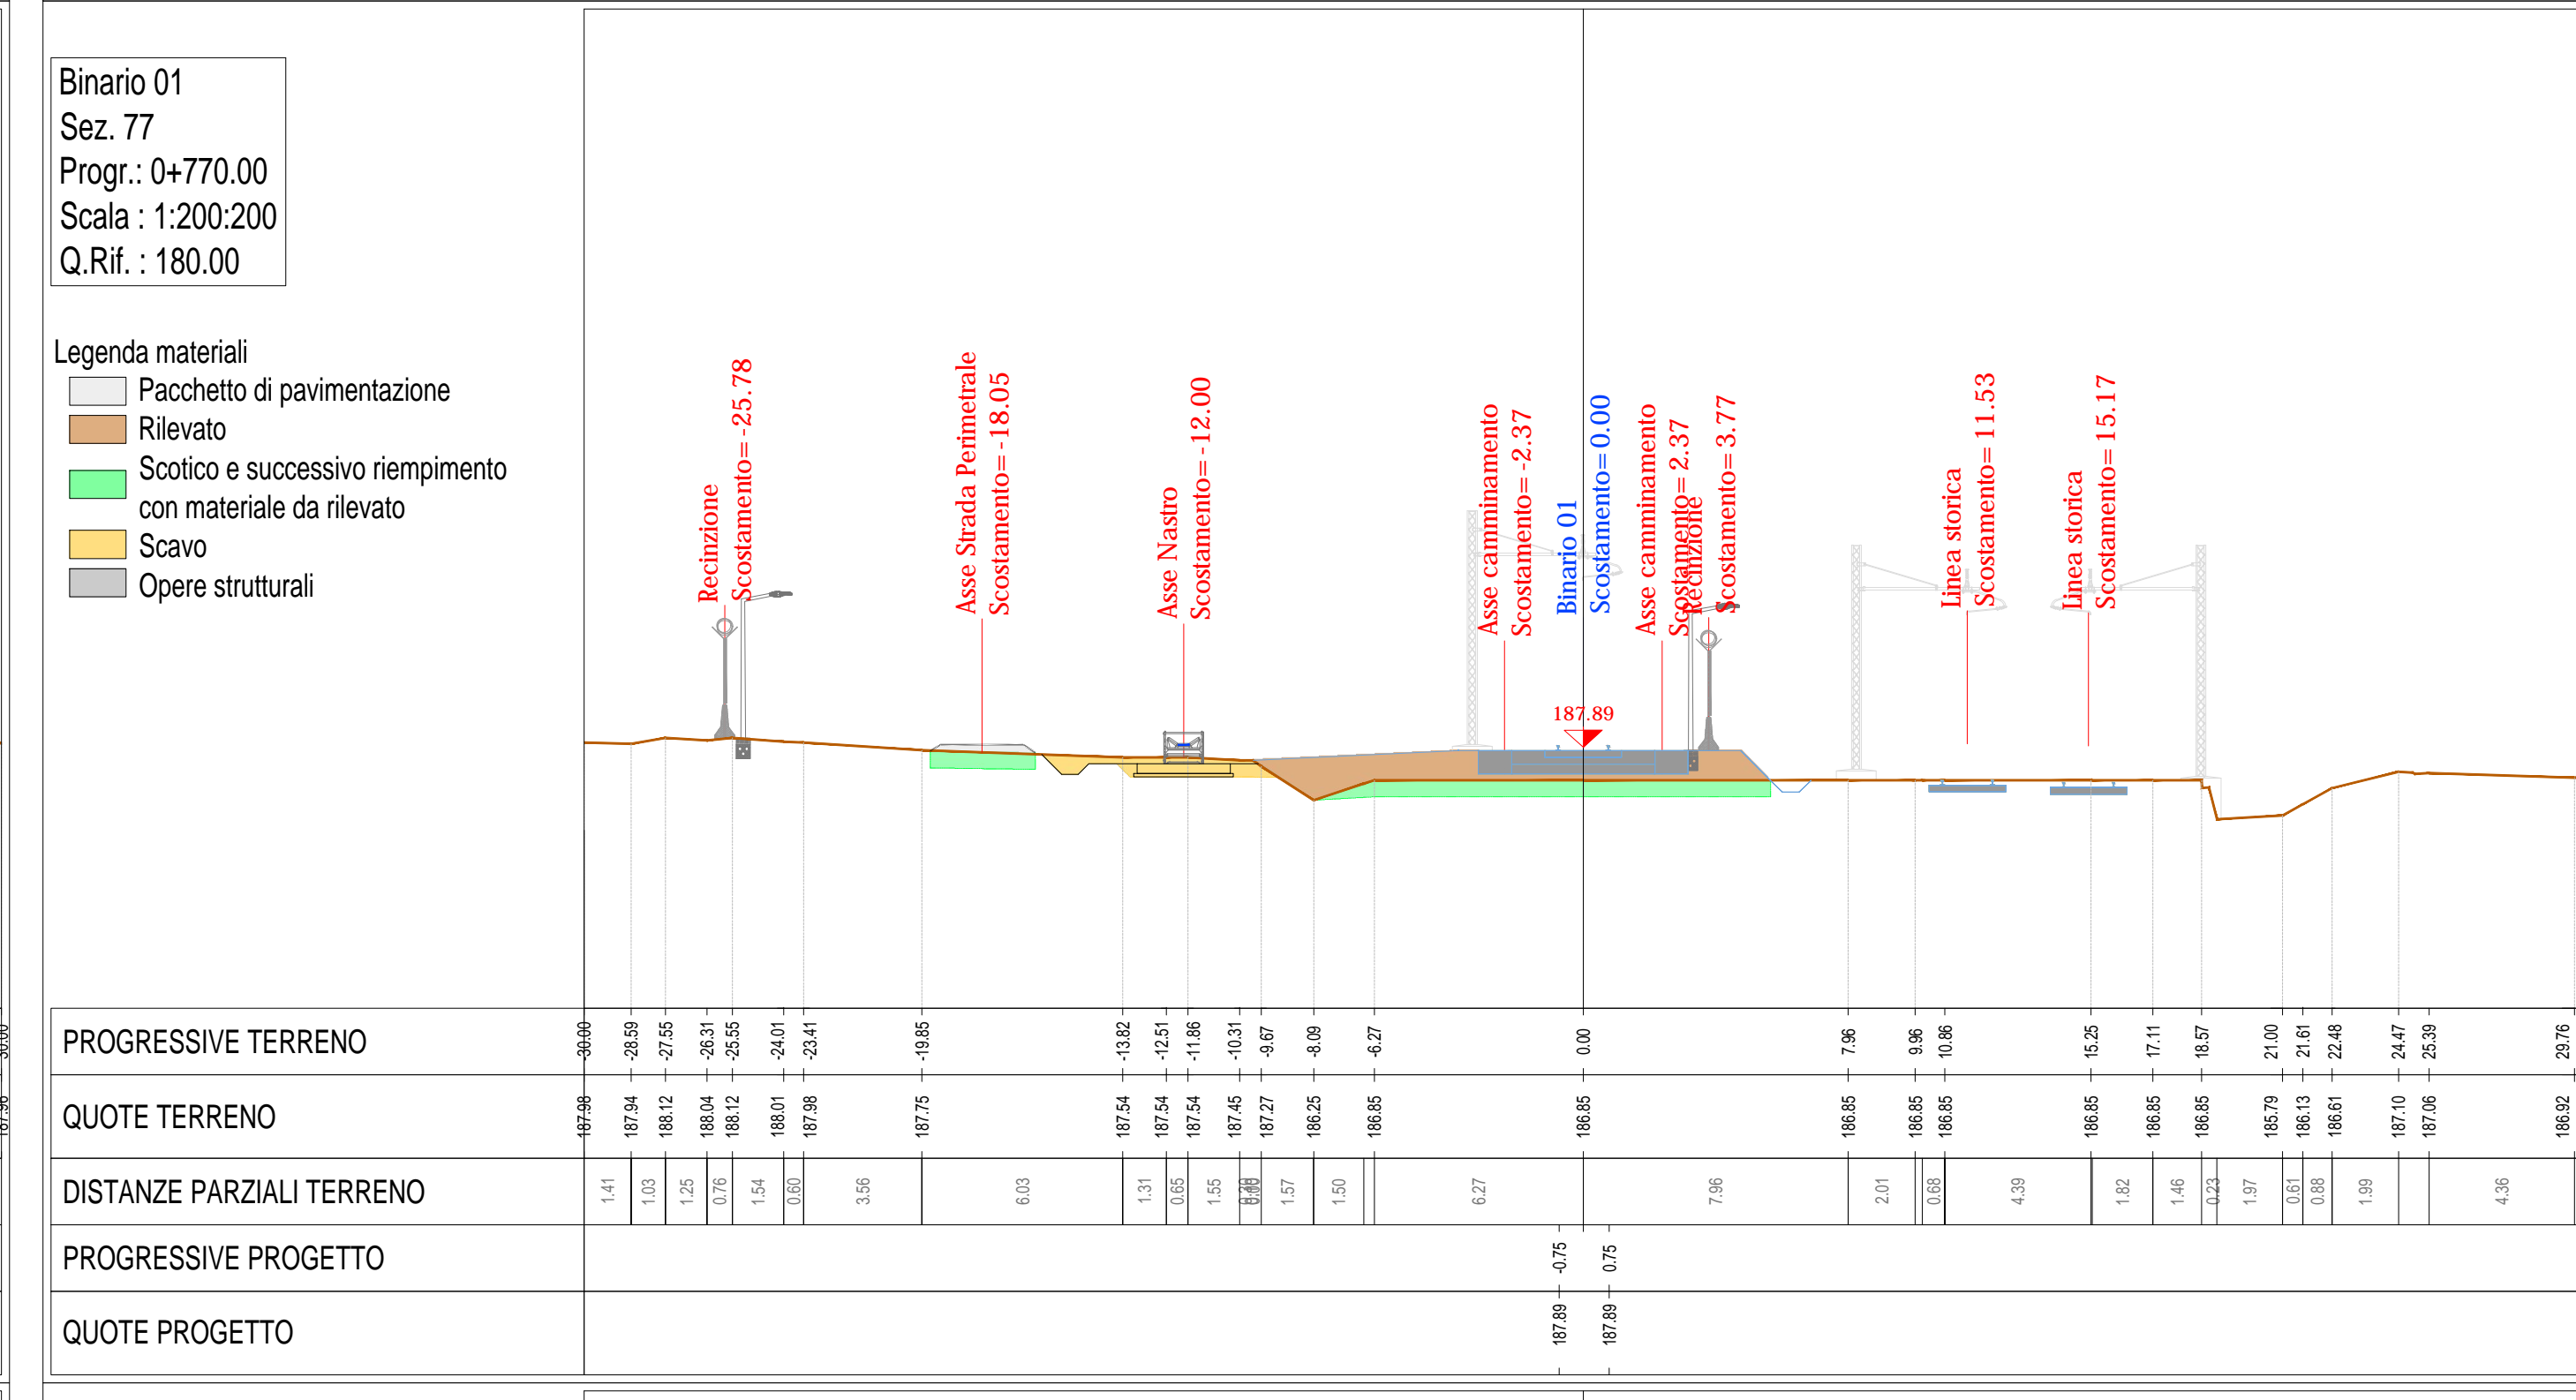 Binario 01
Sez. 77
Progr.: 0+770.00
Scala : 1:200:200
Q.Rif. : 180.00
Legenda materiali
Pacchetto di pavimentazione
Rilevato
Scotico e successivo riempimento
con materiale da rilevato
Scavo
Opere strutturali
Recinzione
Scostamento= -25.78
Asse Strada Perimetrale
Scostamento= -18.05
Asse Nastro
Scostamento= -12.00
Asse camminamento
Scostamento= -2.37
Binario 01
Scostamento= 0.00
Asse camminamento
Scostamento= 2.37
Recinzione
Scostamento= 3.77
Linea storica
Scostamento= 11.53
Linea storica
Scostamento= 15.17
187.89
PROGRESSIVE TERRENO
-30.00 -28.59 -27.55 -26.31 -25.55 -24.01 -23.41 -19.85 -13.82 -12.51 -11.86 -10.31 -9.67 -8.09 -6.27 0.00 7.96 9.96 10.86 15.25 17.11 18.57 21.00 21.61 22.48 24.47 25.39 29.76
QUOTE TERRENO
187.98 187.94 188.12 188.04 188.12 188.01 187.98 187.75 187.54 187.54 187.54 187.45 187.27 186.25 186.85 186.85 186.85 186.85 186.85 186.85 186.85 186.85 185.79 186.13 186.61 187.10 187.06 186.92
DISTANZE PARZIALI TERRENO
1.41 1.03 1.25 0.76 1.54 0.60 3.56 6.03 1.31 0.65 1.55 1.57 1.50 6.27 7.96 2.01 0.68 4.39 1.82 1.46 0.23 1.97 0.61 0.88 1.99 4.36
PROGRESSIVE PROGETTO
-0.75 0.75
QUOTE PROGETTO
187.89 187.89